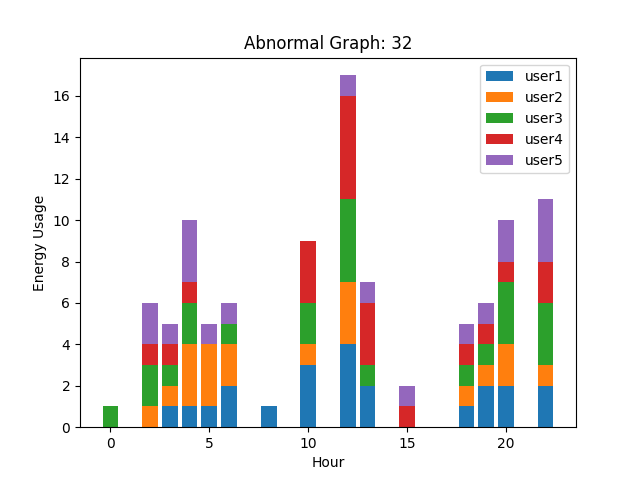 Abnormal Graph: 32
user1
user2
user3
user4
user5
16
14
12
10
8
6
4
2
0
Energy Usage
0 5 10 15 20
Hour